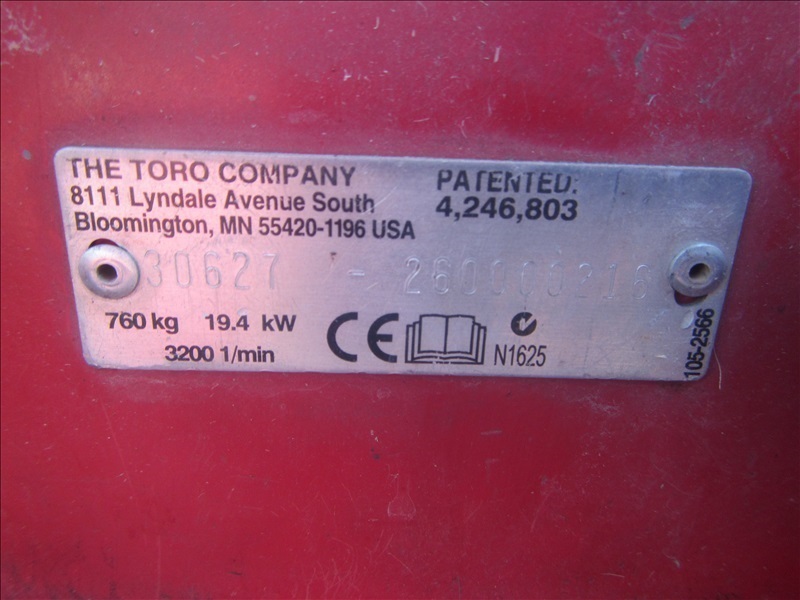 THE TORO COMPANY
8111 Lyndale Avenue South
Bloomington, MN 55420-1196 USA
PATENTED:
4,246,803
30627 - 260000216
760 kg 19.4 kW
3200 1/min
CE
N1625
105-2566